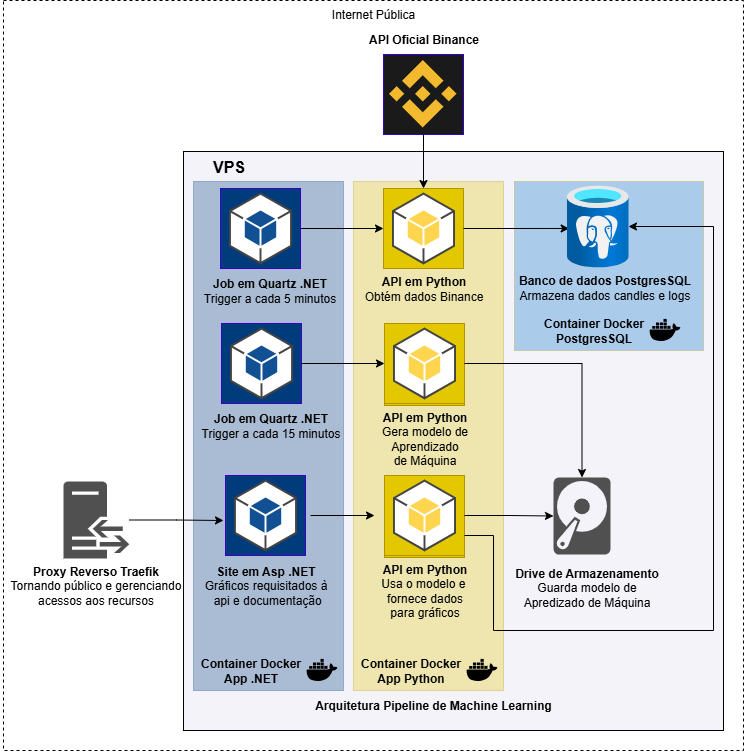 Internet Pública
API Oficial Binance
VPS
Job em Quartz .NET
Trigger a cada 5 minutos
API em Python
Obtém dados Binance
Banco de dados PostgresSQL
Armazena dados candles e logs
Container Docker
PostgresSQL
Job em Quartz .NET
Trigger a cada 15 minutos
API em Python
Gera modelo de
Aprendizado
de Máquina
Proxy Reverso Traefik
Tornando público e gerenciando
acessos aos recursos
Site em Asp .NET
Gráficos requisitados à
api e documentação
API em Python
Usa o modelo e
fornece dados
para gráficos
Drive de Armazenamento
Guarda modelo de
Apredizado de Máquina
Container Docker
App .NET
Container Docker
App Python
Arquitetura Pipeline de Machine Learning